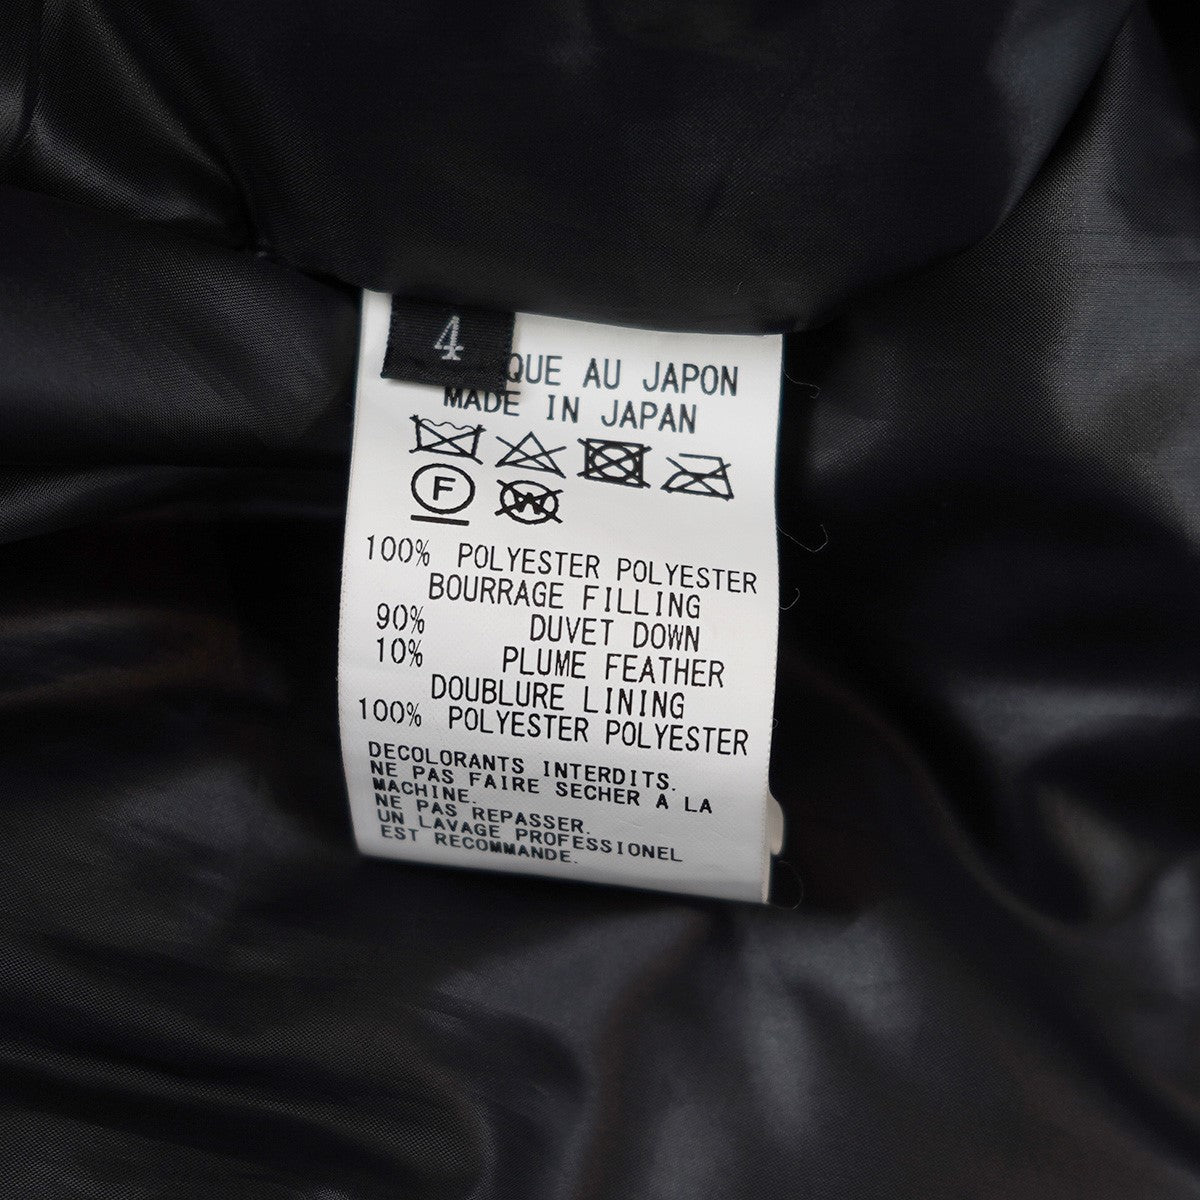 4
QUE AU JAPON
MADE IN JAPAN
F
W
100% POLYESTER POLYESTER
BOURRAGE FILLING
90% DUVET DOWN
10% PLUME FEATHER
DOUBLURE LINING
100% POLYESTER POLYESTER
DECOLORANTS INTERDITS.
NE PAS FAIRE SECHER A LA
MACHINE.
NE PAS REPASSER.
UN LAVAGE PROFESSIONEL
EST RECOMMANDE.